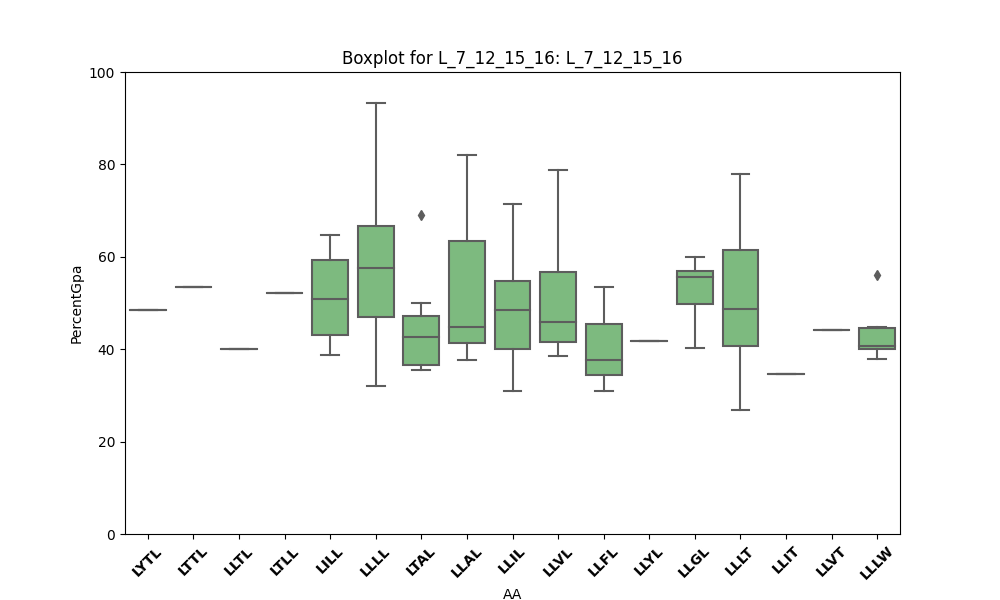 Boxplot for L_7_12_15_16: L_7_12_15_16
100
80
60
40
20
0
PercentGpa
LYTL LTTL LLTL LTLL LILL LLLL LTAL LLAL LLIL LLVL LLFL LLYL LLGL LLLT LLIT LLVT LLLW
AA